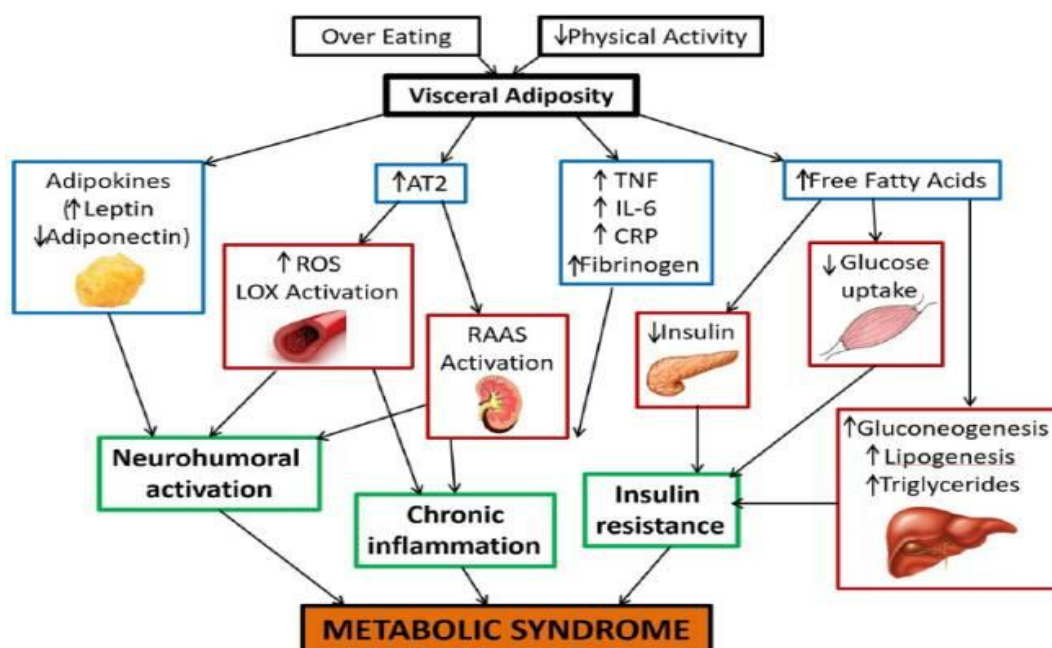 Over Eating
↓Physical Activity
Visceral Adiposity
Adipokines
(↑Leptin
↓Adiponectin)
↑AT2
↑ TNF
↑ IL-6
↑ CRP
↑Fibrinogen
↑Free Fatty Acids
↑ ROS
LOX Activation
RAAS
Activation
↓Insulin
↓ Glucose
uptake
↑Gluconeogenesis
↑ Lipogenesis
↑Triglycerides
Neurohumoral
activation
Chronic
inflammation
Insulin
resistance
METABOLIC SYNDROME